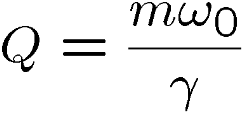 Q = \frac{m\omega_0}{\gamma}